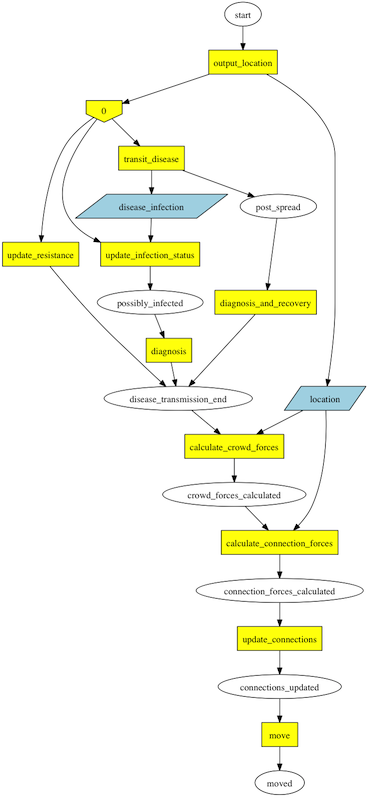 start
output_location
0
transit_disease
disease_infection
post_spread
update_resistance
update_infection_status
possibly_infected
diagnosis_and_recovery
diagnosis
disease_transmission_end
location
calculate_crowd_forces
crowd_forces_calculated
calculate_connection_forces
connection_forces_calculated
update_connections
connections_updated
move
moved